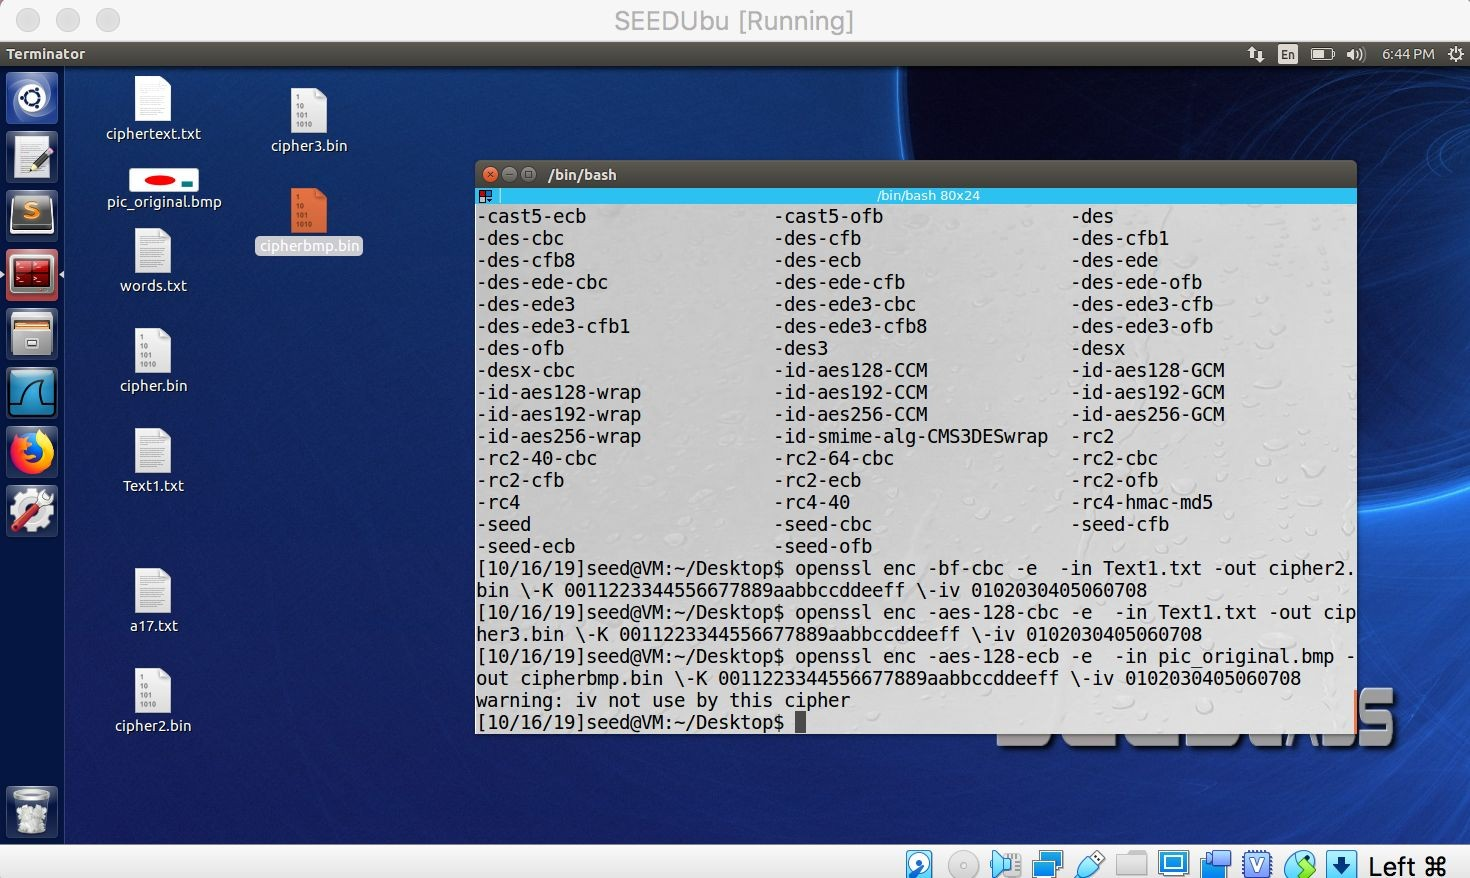 SEEDUbu [Running]
Terminator
En
6:44 PM
ciphertext.txt
cipher3.bin
pic_original.bmp
cipherbmp.bin
words.txt
cipher.bin
Text1.txt
a17.txt
cipher2.bin
/bin/bash
/bin/bash 80x24
-cast5-ecb -cast5-ofb -des
-des-cbc -des-cfb -des-cfb1
-des-cfb8 -des-ecb -des-ede
-des-ede-cbc -des-ede-cfb -des-ede-ofb
-des-ede3 -des-ede3-cbc -des-ede3-cfb
-des-ede3-cfb1 -des-ede3-cfb8 -des-ede3-ofb
-des-ofb -des3 -desx
-desx-cbc -id-aes128-CCM -id-aes128-GCM
-id-aes128-wrap -id-aes192-CCM -id-aes192-GCM
-id-aes192-wrap -id-aes256-CCM -id-aes256-GCM
-id-aes256-wrap -id-smime-alg-CMS3DESwrap -rc2
-rc2-40-cbc -rc2-64-cbc -rc2-cbc
-rc2-cfb -rc2-ecb -rc2-ofb
-rc4 -rc4-40 -rc4-hmac-md5
-seed -seed-cbc -seed-cfb
-seed-ecb -seed-ofb
[10/16/19]seed@VM:~/Desktop$ openssl enc -bf-cbc -e  -in Text1.txt -out cipher2.
bin \-K 00112233445566778889aabbccddeeff \-iv 0102030405060708
[10/16/19]seed@VM:~/Desktop$ openssl enc -aes-128-cbc -e  -in Text1.txt -out cip
her3.bin \-K 00112233445566778889aabbccddeeff \-iv 0102030405060708
[10/16/19]seed@VM:~/Desktop$ openssl enc -aes-128-ecb -e  -in pic_original.bmp -
out cipherbmp.bin \-K 00112233445566778889aabbccddeeff \-iv 0102030405060708
warning: iv not use by this cipher
[10/16/19]seed@VM:~/Desktop$
Left ⌘